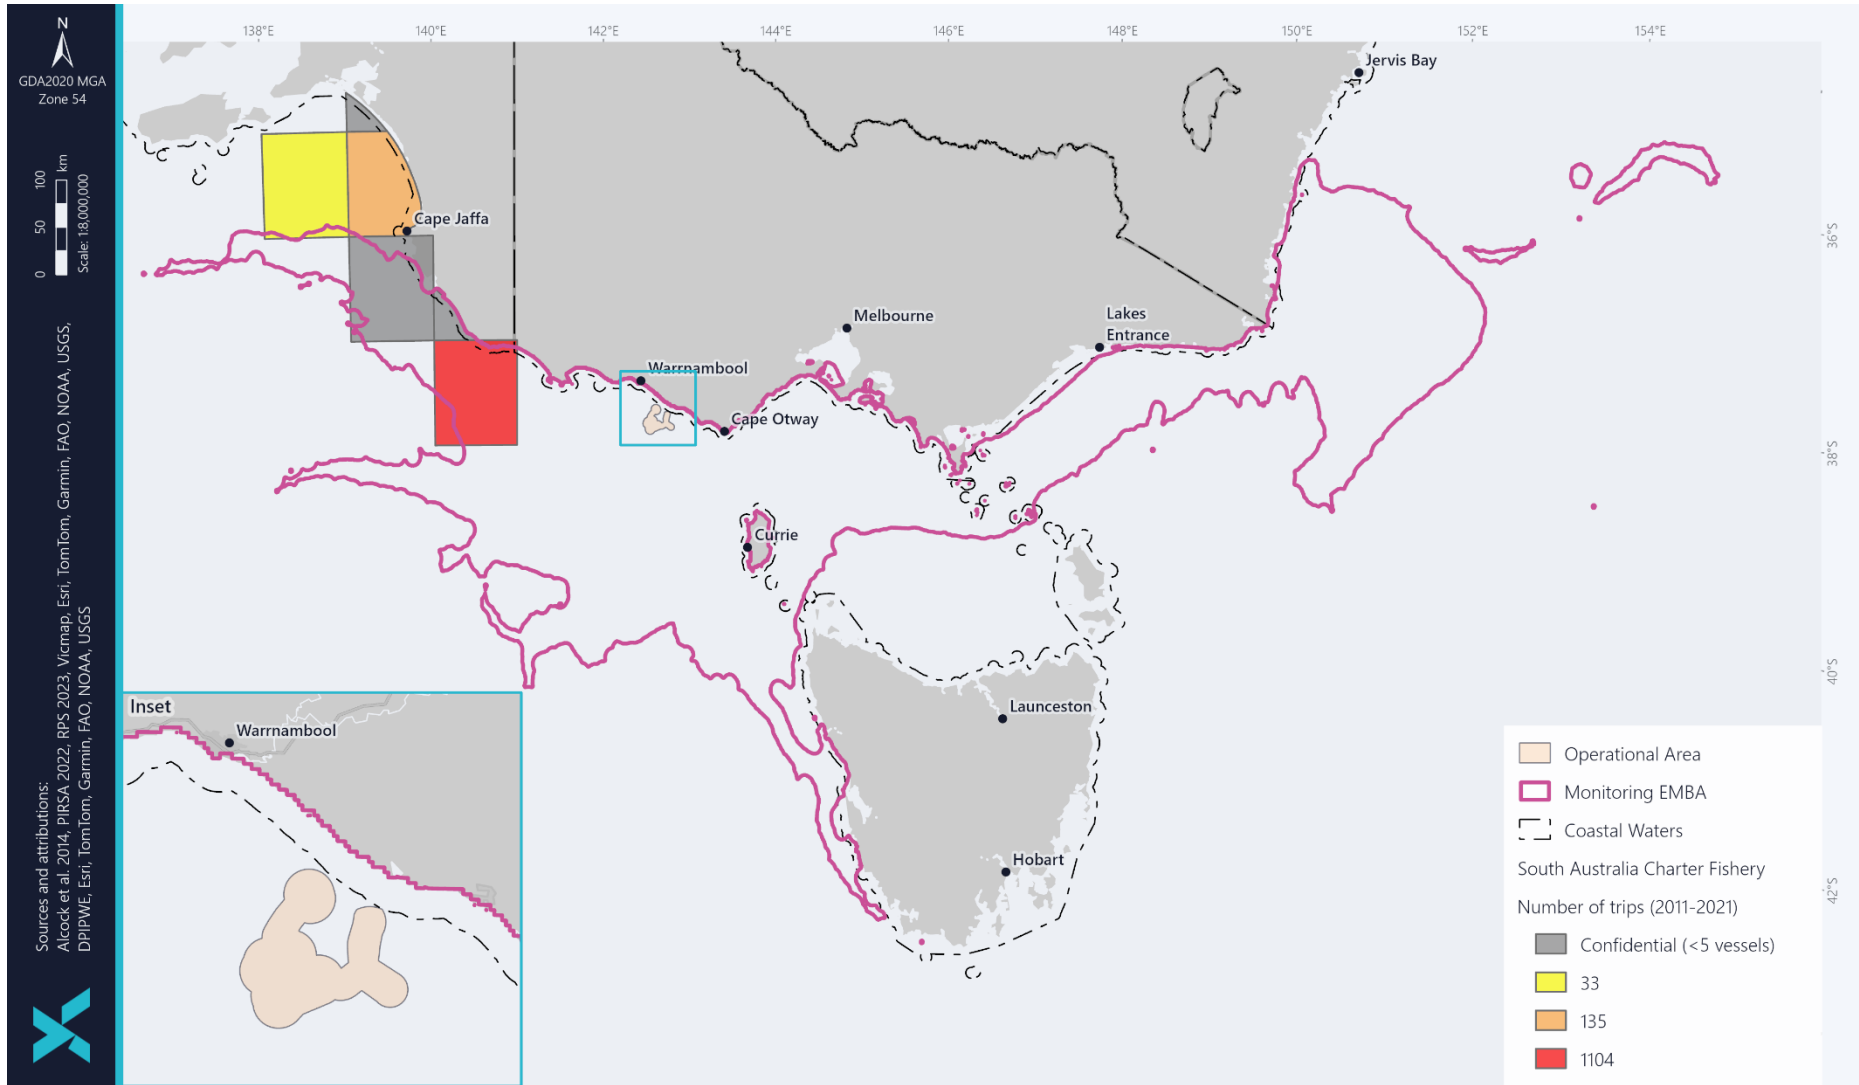 N
GDA2020 MGA
Zone 54
0 50 100 km
Scale: 1:8,000,000
Sources and attributions:
Alcock et al. 2014, PIRSA 2022, RPS 2023, Vicmap, Esri, TomTom, Garmin, FAO, NOAA, USGS,
DPIPWE, Esri, TomTom, Garmin, FAO, NOAA, USGS
138°E 140°E 142°E 144°E 146°E 148°E 150°E 152°E 154°E
Jervis Bay
Cape Jaffa
36°S
Melbourne
Lakes
Entrance
Warrnambool
Cape Otway
38°S
Currie
40°S
Launceston
Hobart
42°S
Inset
Warrnambool
Operational Area
Monitoring EMBA
Coastal Waters
South Australia Charter Fishery
Number of trips (2011-2021)
Confidential (<5 vessels)
33
135
1104